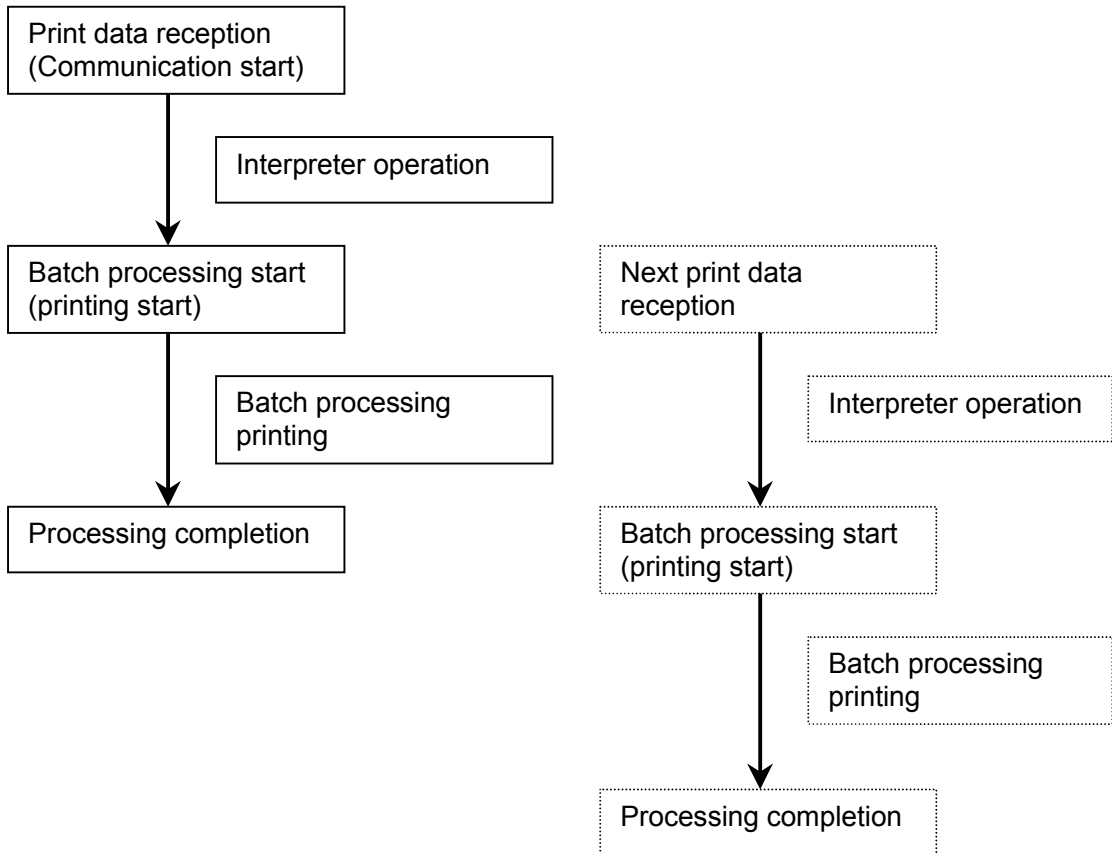 Print data reception
(Communication start)
Interpreter operation
Batch processing start
(printing start)
Batch processing
printing
Processing completion
Next print data
reception
Interpreter operation
Batch processing start
(printing start)
Batch processing
printing
Processing completion